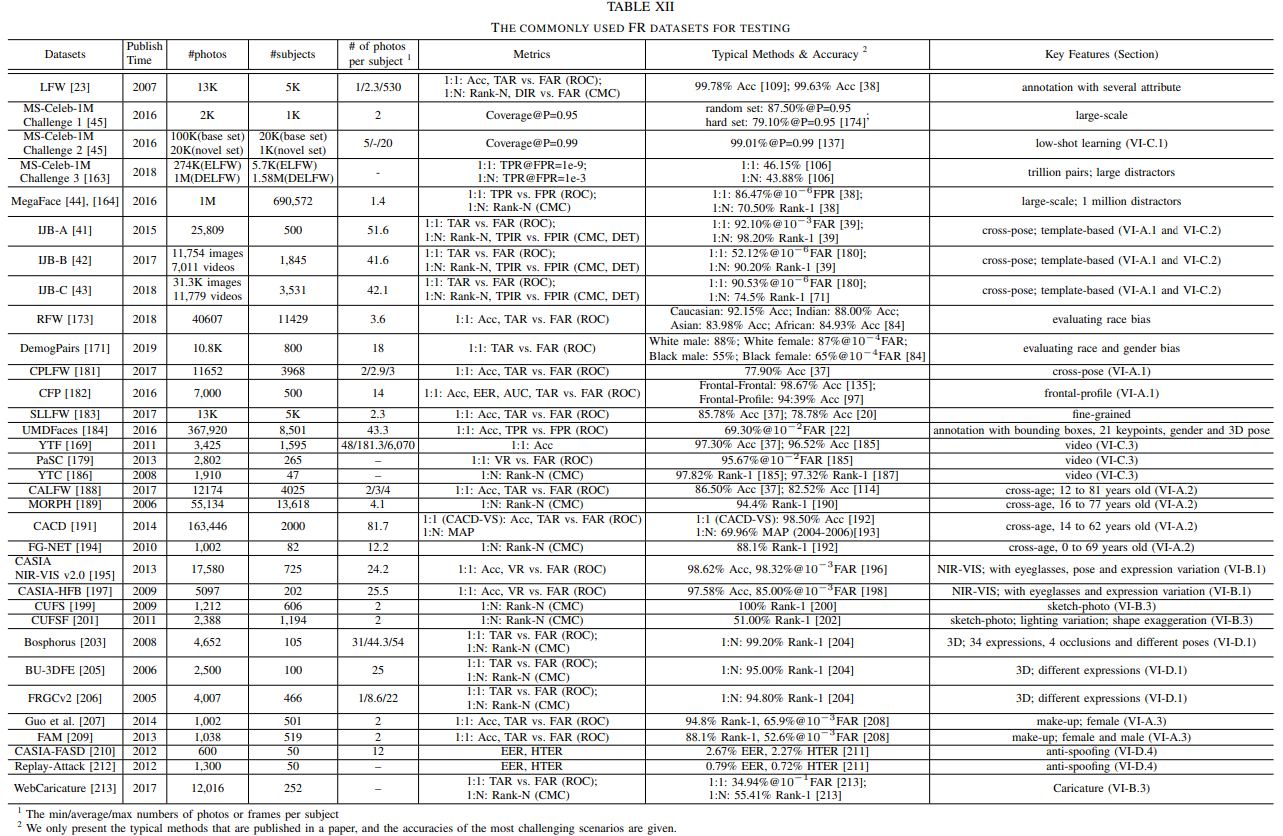 TABLE XII
THE COMMONLY USED FR DATASETS FOR TESTING
Datasets | Publish Time | #photos | #subjects | # of photos per subject 1 | Metrics | Typical Methods & Accuracy 2 | Key Features (Section)
LFW [23] | 2007 | 13K | 5K | 1/2.3/530 | 1:1: Acc, TAR vs. FAR (ROC); 1:N: Rank-N, DIR vs. FAR (CMC) | 99.78% Acc [109]; 99.63% Acc [38] | annotation with several attribute
MS-Celeb-1M Challenge 1 [45] | 2016 | 2K | 1K | 2 | Coverage@P=0.95 | random set: 87.50%@P=0.95 hard set: 79.10%@P=0.95 [174]; | large-scale
MS-Celeb-1M Challenge 2 [45] | 2016 | 100K(base set) 20K(novel set) | 20K(base set) 1K(novel set) | 5/-/20 | Coverage@P=0.99 | 99.01%@P=0.99 [137] | low-shot learning (VI-C.1)
MS-Celeb-1M Challenge 3 [163] | 2018 | 274K(ELFW) 1M(DELFW) | 5.7K(ELFW) 1.58M(DELFW) | - | 1:1: TPR@FPR=1e-9; 1:N: TPR@FPR=1e-3 | 1:1: 46.15% [106] 1:N: 43.88% [106] | trillion pairs; large distractors
MegaFace [44], [164] | 2016 | 1M | 690,572 | 1.4 | 1:1: TPR vs. FPR (ROC); 1:N: Rank-N (CMC) | 1:1: 86.47%@10−6FPR [38]; 1:N: 70.50% Rank-1 [38] | large-scale; 1 million distractors
IJB-A [41] | 2015 | 25,809 | 500 | 51.6 | 1:1: TAR vs. FAR (ROC); 1:N: Rank-N, TPIR vs. FPIR (CMC, DET) | 1:1: 92.10%@10−3FAR [39]; 1:N: 98.20% Rank-1 [39] | cross-pose; template-based (VI-A.1 and VI-C.2)
IJB-B [42] | 2017 | 11,754 images 7,011 videos | 1,845 | 41.6 | 1:1: TAR vs. FAR (ROC); 1:N: Rank-N, TPIR vs. FPIR (CMC, DET) | 1:1: 52.12%@10−6FAR [180]; 1:N: 90.20% Rank-1 [39] | cross-pose; template-based (VI-A.1 and VI-C.2)
IJB-C [43] | 2018 | 31.3K images 11,779 videos | 3,531 | 42.1 | 1:1: TAR vs. FAR (ROC); 1:N: Rank-N, TPIR vs. FPIR (CMC, DET) | 1:1: 90.53%@10−6FAR [180]; 1:N: 74.5% Rank-1 [71] | cross-pose; template-based (VI-A.1 and VI-C.2)
RFW [173] | 2018 | 40607 | 11429 | 3.6 | 1:1: Acc, TAR vs. FAR (ROC) | Caucasian: 92.15% Acc; Indian: 88.00% Acc; Asian: 83.98% Acc; African: 84.93% Acc [84] | evaluating race bias
DemogPairs [171] | 2019 | 10.8K | 800 | 18 | 1:1: TAR vs. FAR (ROC) | White male: 88%; White female: 87%@10−4FAR; Black male: 55%; Black female: 65%@10−4FAR [84] | evaluating race and gender bias
CPLFW [181] | 2017 | 11652 | 3968 | 2/2.9/3 | 1:1: Acc, TAR vs. FAR (ROC) | 77.90% Acc [37] | cross-pose (VI-A.1)
CFP [182] | 2016 | 7,000 | 500 | 14 | 1:1: Acc, EER, AUC, TAR vs. FAR (ROC) | Frontal-Frontal: 98.67% Acc [135]; Frontal-Profile: 94:39% Acc [97] | frontal-profile (VI-A.1)
SLLFW [183] | 2017 | 13K | 5K | 2.3 | 1:1: Acc, TAR vs. FAR (ROC) | 85.78% Acc [37]; 78.78% Acc [20] | fine-grained
UMDFaces [184] | 2016 | 367,920 | 8,501 | 43.3 | 1:1: Acc, TPR vs. FPR (ROC) | 69.30%@10−2FAR [22] | annotation with bounding boxes, 21 keypoints, gender and 3D pose
YTF [169] | 2011 | 3,425 | 1,595 | 48/181.3/6,070 | 1:1: Acc | 97.30% Acc [37]; 96.52% Acc [185] | video (VI-C.3)
PaSC [179] | 2013 | 2,802 | 265 | – | 1:1: VR vs. FAR (ROC) | 95.67%@10−2FAR [185] | video (VI-C.3)
YTC [186] | 2008 | 1,910 | 47 | – | 1:N: Rank-N (CMC) | 97.82% Rank-1 [185]; 97.32% Rank-1 [187] | video (VI-C.3)
CALFW [188] | 2017 | 12174 | 4025 | 2/3/4 | 1:1: Acc, TAR vs. FAR (ROC) | 86.50% Acc [37]; 82.52% Acc [114] | cross-age; 12 to 81 years old (VI-A.2)
MORPH [189] | 2006 | 55,134 | 13,618 | 4.1 | 1:N: Rank-N (CMC) | 94.4% Rank-1 [190] | cross-age, 16 to 77 years old (VI-A.2)
CACD [191] | 2014 | 163,446 | 2000 | 81.7 | 1:1 (CACD-VS): Acc, TAR vs. FAR (ROC) 1:N: MAP | 1:1 (CACD-VS): 98.50% Acc [192] 1:N: 69.96% MAP (2004-2006)[193] | cross-age, 14 to 62 years old (VI-A.2)
FG-NET [194] | 2010 | 1,002 | 82 | 12.2 | 1:N: Rank-N (CMC) | 88.1% Rank-1 [192] | cross-age, 0 to 69 years old (VI-A.2)
CASIA NIR-VIS v2.0 [195] | 2013 | 17,580 | 725 | 24.2 | 1:1: Acc, VR vs. FAR (ROC) | 98.62% Acc, 98.32%@10−3FAR [196] | NIR-VIS; with eyeglasses, pose and expression variation (VI-B.1)
CASIA-HFB [197] | 2009 | 5097 | 202 | 25.5 | 1:1: Acc, VR vs. FAR (ROC) | 97.58% Acc, 85.00%@10−3FAR [198] | NIR-VIS; with eyeglasses and expression variation (VI-B.1)
CUFS [199] | 2009 | 1,212 | 606 | 2 | 1:N: Rank-N (CMC) | 100% Rank-1 [200] | sketch-photo (VI-B.3)
CUFSF [201] | 2011 | 2,388 | 1,194 | 2 | 1:N: Rank-N (CMC) | 51.00% Rank-1 [202] | sketch-photo; lighting variation; shape exaggeration (VI-B.3)
Bosphorus [203] | 2008 | 4,652 | 105 | 31/44.3/54 | 1:1: TAR vs. FAR (ROC); 1:N: Rank-N (CMC) | 1:N: 99.20% Rank-1 [204] | 3D; 34 expressions, 4 occlusions and different poses (VI-D.1)
BU-3DFE [205] | 2006 | 2,500 | 100 | 25 | 1:1: TAR vs. FAR (ROC); 1:N: Rank-N (CMC) | 1:N: 95.00% Rank-1 [204] | 3D; different expressions (VI-D.1)
FRGCv2 [206] | 2005 | 4,007 | 466 | 1/8.6/22 | 1:1: TAR vs. FAR (ROC); 1:N: Rank-N (CMC) | 1:N: 94.80% Rank-1 [204] | 3D; different expressions (VI-D.1)
Guo et al. [207] | 2014 | 1,002 | 501 | 2 | 1:1: Acc, TAR vs. FAR (ROC) | 94.8% Rank-1, 65.9%@10−3FAR [208] | make-up; female (VI-A.3)
FAM [209] | 2013 | 1,038 | 519 | 2 | 1:1: Acc, TAR vs. FAR (ROC) | 88.1% Rank-1, 52.6%@10−3FAR [208] | make-up; female and male (VI-A.3)
CASIA-FASD [210] | 2012 | 600 | 50 | 12 | EER, HTER | 2.67% EER, 2.27% HTER [211] | anti-spoofing (VI-D.4)
Replay-Attack [212] | 2012 | 1,300 | 50 | – | EER, HTER | 0.79% EER, 0.72% HTER [211] | anti-spoofing (VI-D.4)
WebCaricature [213] | 2017 | 12,016 | 252 | – | 1:1: TAR vs. FAR (ROC); 1:N: Rank-N (CMC) | 1:1: 34.94%@10−1FAR [213]; 1:N: 55.41% Rank-1 [213] | Caricature (VI-B.3)
1 The min/average/max numbers of photos or frames per subject
2 We only present the typical methods that are published in a paper, and the accuracies of the most challenging scenarios are given.